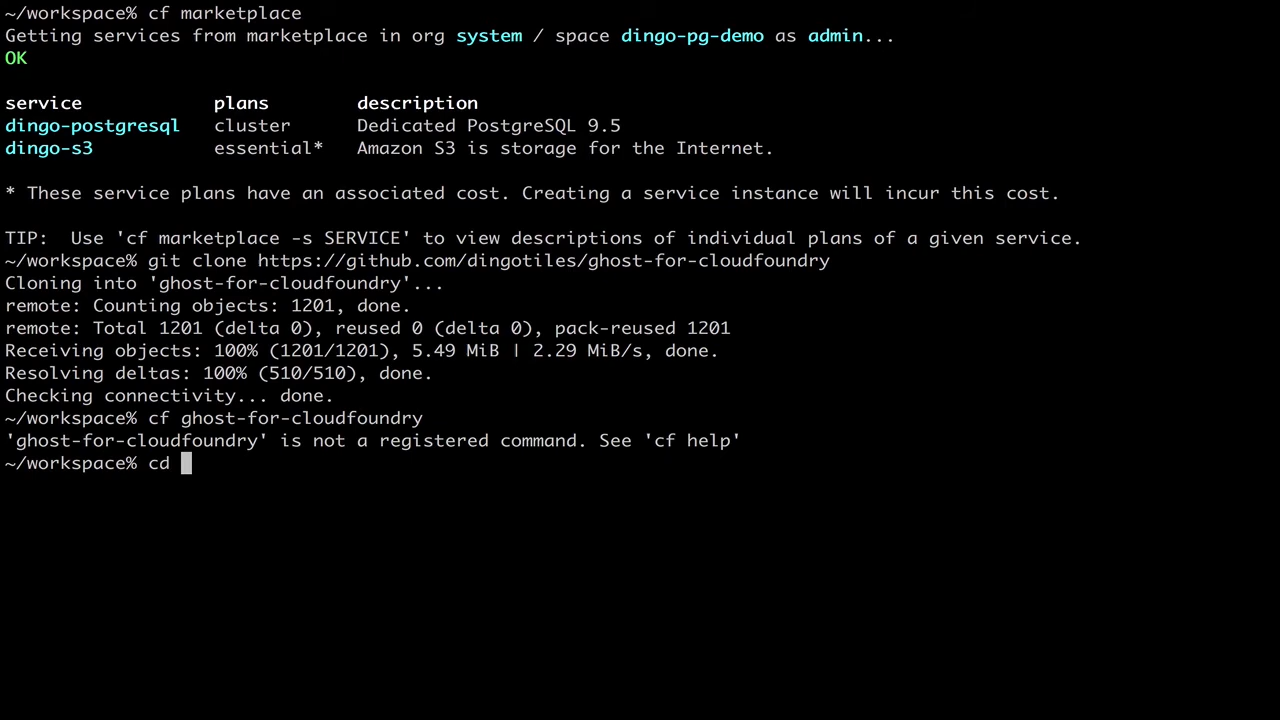 ~/workspace% cf marketplace
Getting services from marketplace in org system / space dingo-pg-demo as admin...
OK
service plans description
dingo-postgresql cluster Dedicated PostgreSQL 9.5
dingo-s3 essential* Amazon S3 is storage for the Internet.
* These service plans have an associated cost. Creating a service instance will incur this cost.
TIP: Use 'cf marketplace -s SERVICE' to view descriptions of individual plans of a given service.
~/workspace% git clone https://github.com/dingotiles/ghost-for-cloudfoundry
Cloning into 'ghost-for-cloudfoundry'...
remote: Counting objects: 1201, done.
remote: Total 1201 (delta 0), reused 0 (delta 0), pack-reused 1201
Receiving objects: 100% (1201/1201), 5.49 MiB | 2.29 MiB/s, done.
Resolving deltas: 100% (510/510), done.
Checking connectivity... done.
~/workspace% cf ghost-for-cloudfoundry
'ghost-for-cloudfoundry' is not a registered command. See 'cf help'
~/workspace% cd